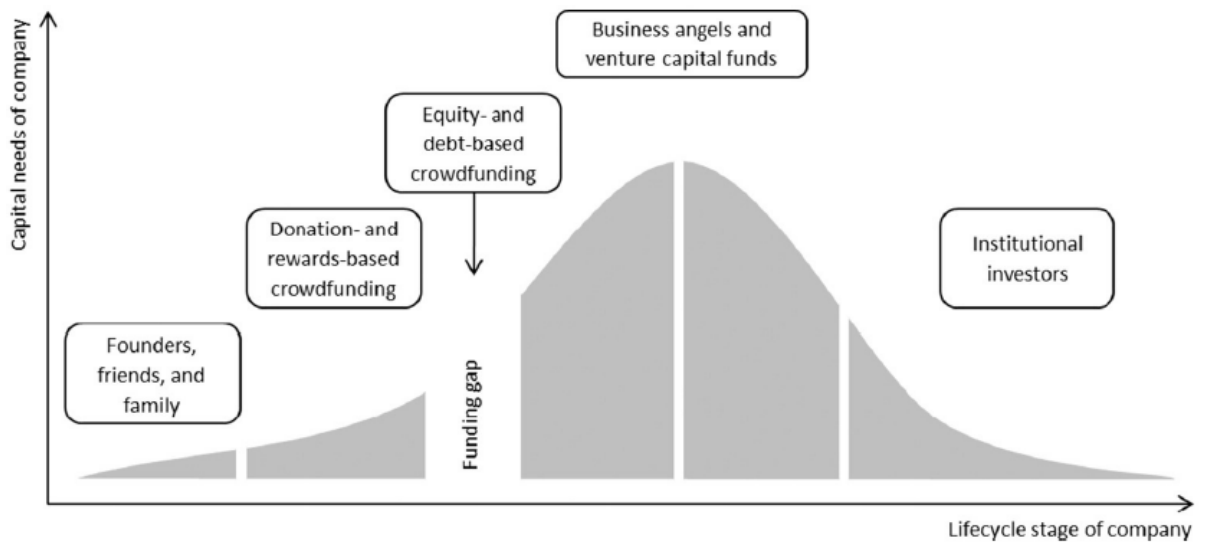 Capital needs of company
Business angels and
venture capital funds
Equity- and
debt-based
crowdfunding
Donation- and
rewards-based
crowdfunding
Institutional
investors
Founders,
friends, and
family
Funding gap
Lifecycle stage of company